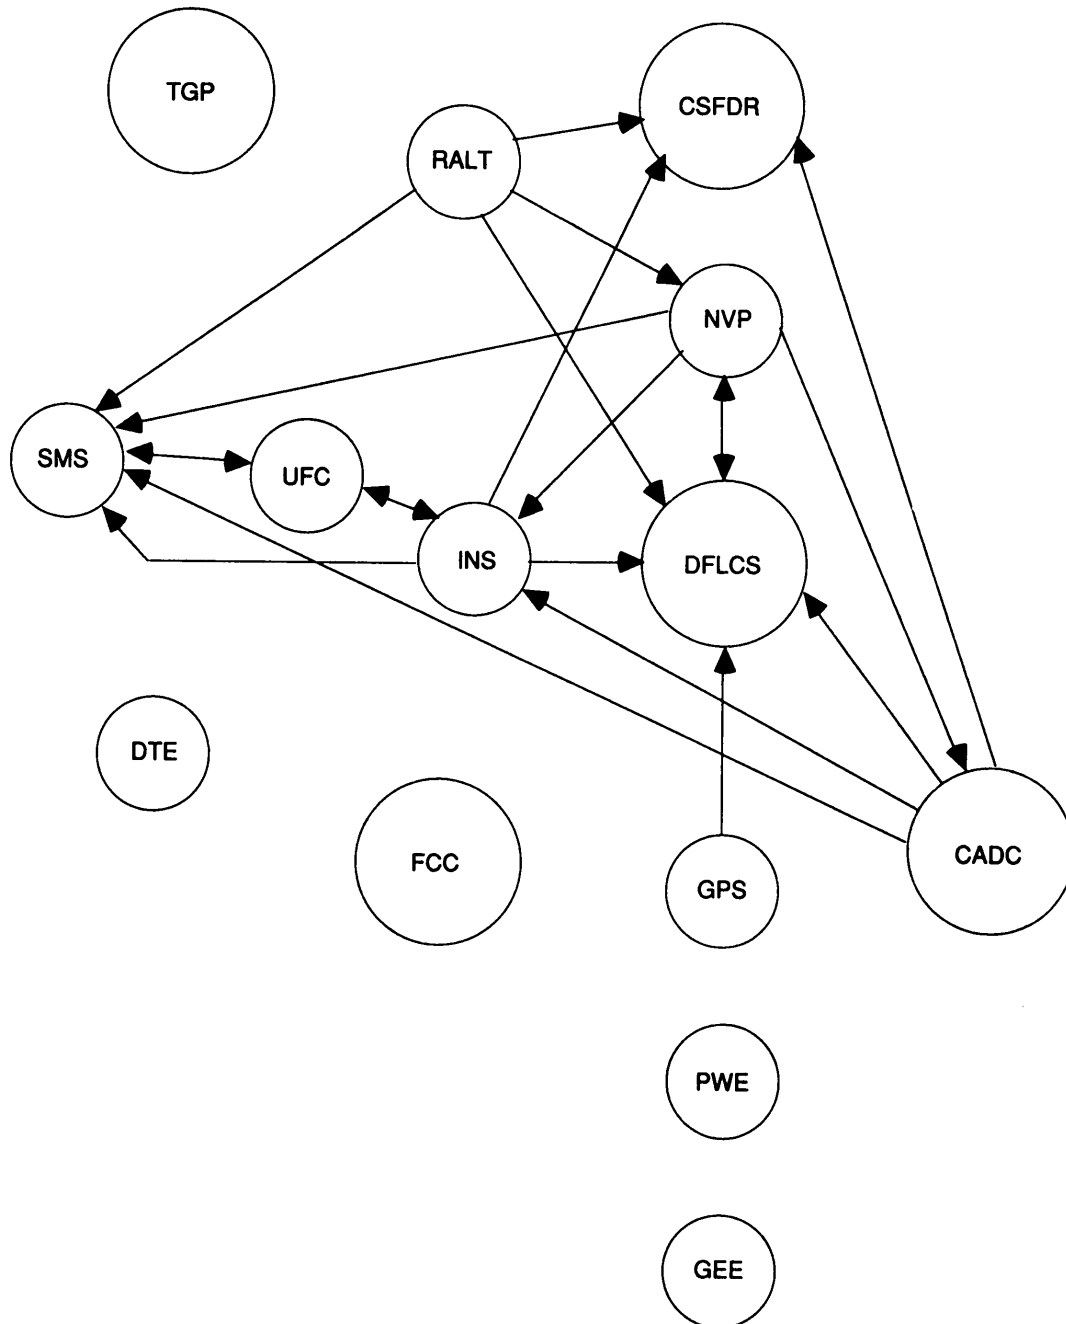 TGP
CSFDR
RALT
NVP
SMS
UFC
INS
DFLCS
DTE
FCC
CADC
GPS
PWE
GEE